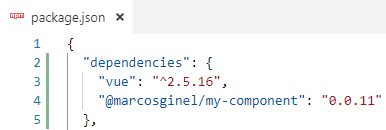 package.json ×
1 {
2 "dependencies": {
3 "vue": "^2.5.16",
4 "@marcosginel/my-component": "0.0.11"
5 },